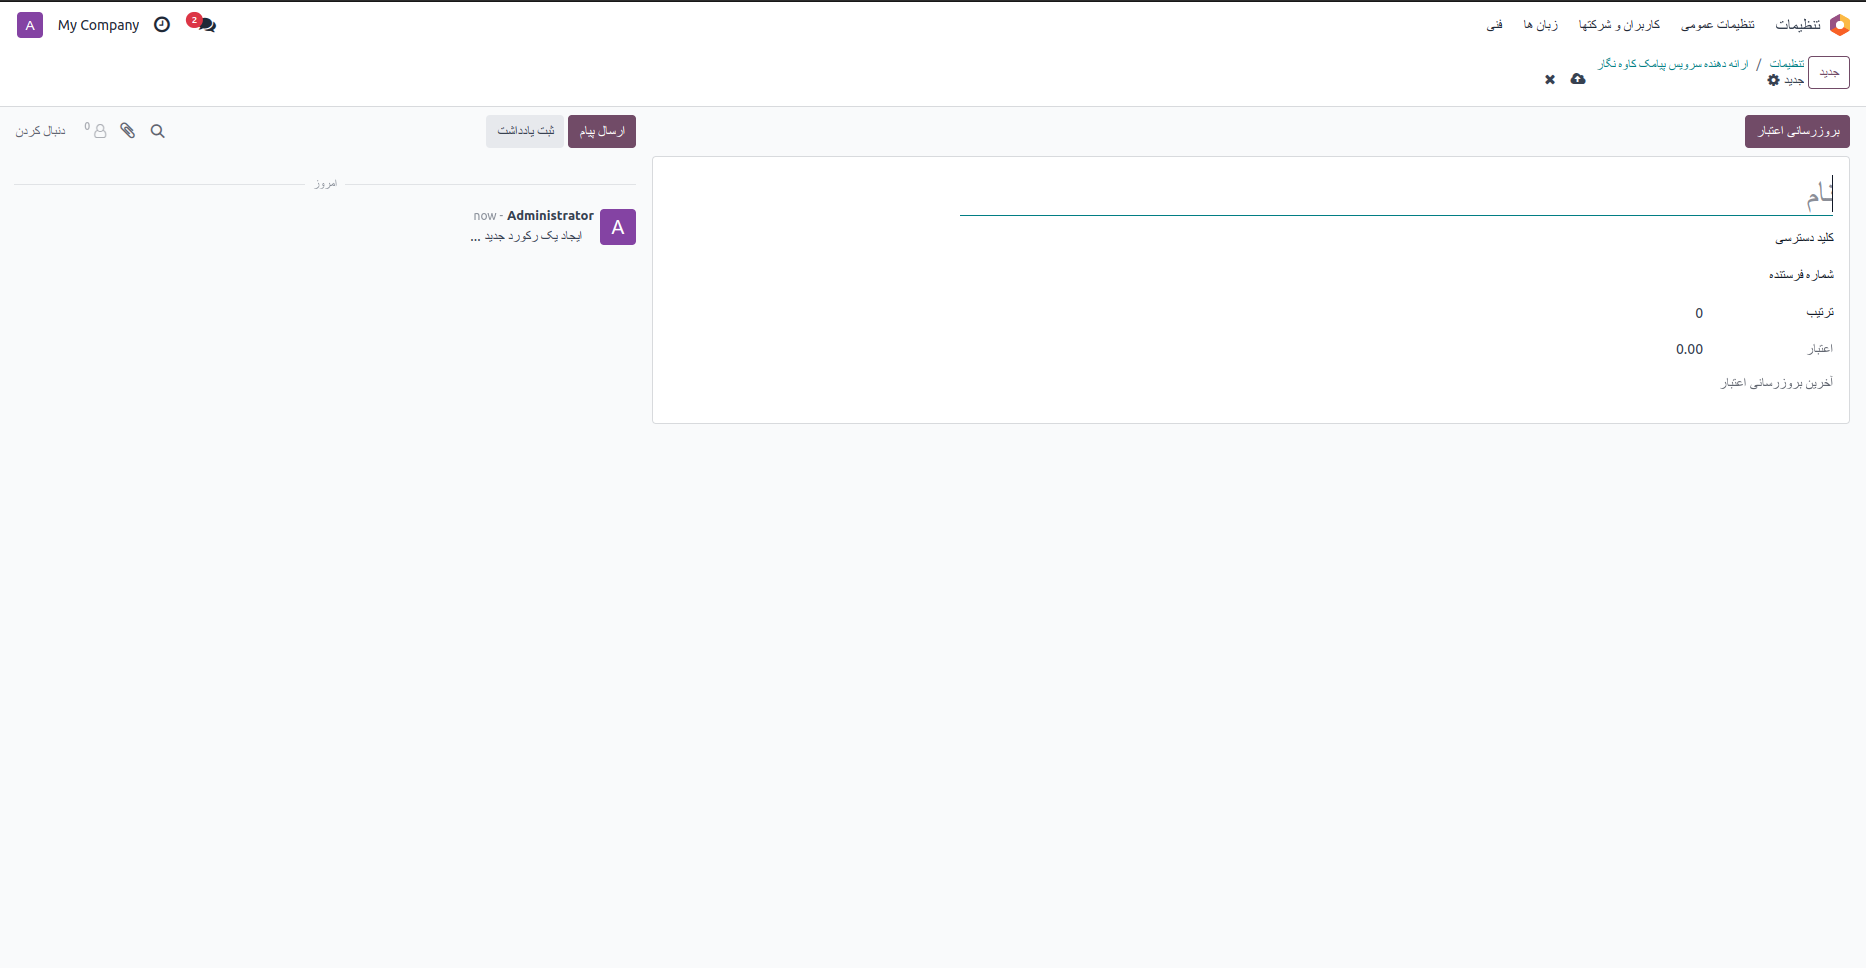 تنظیمات تنظیمات عمومی کاربران و شرکتها زبان ها فنی
2 My Company A
جدید تنظیمات / ارائه دهنده سرویس پیامک کاوه نگار
جدید
بروزرسانی اعتبار
نام
کلید دسترسی
شماره فرستنده
ترتیب 0
اعتبار 0.00
آخرین بروزرسانی اعتبار
ارسال پیام ثبت یادداشت 0 دنبال کردن
امروز
A Administrator - now
ایجاد یک رکورد جدید ...